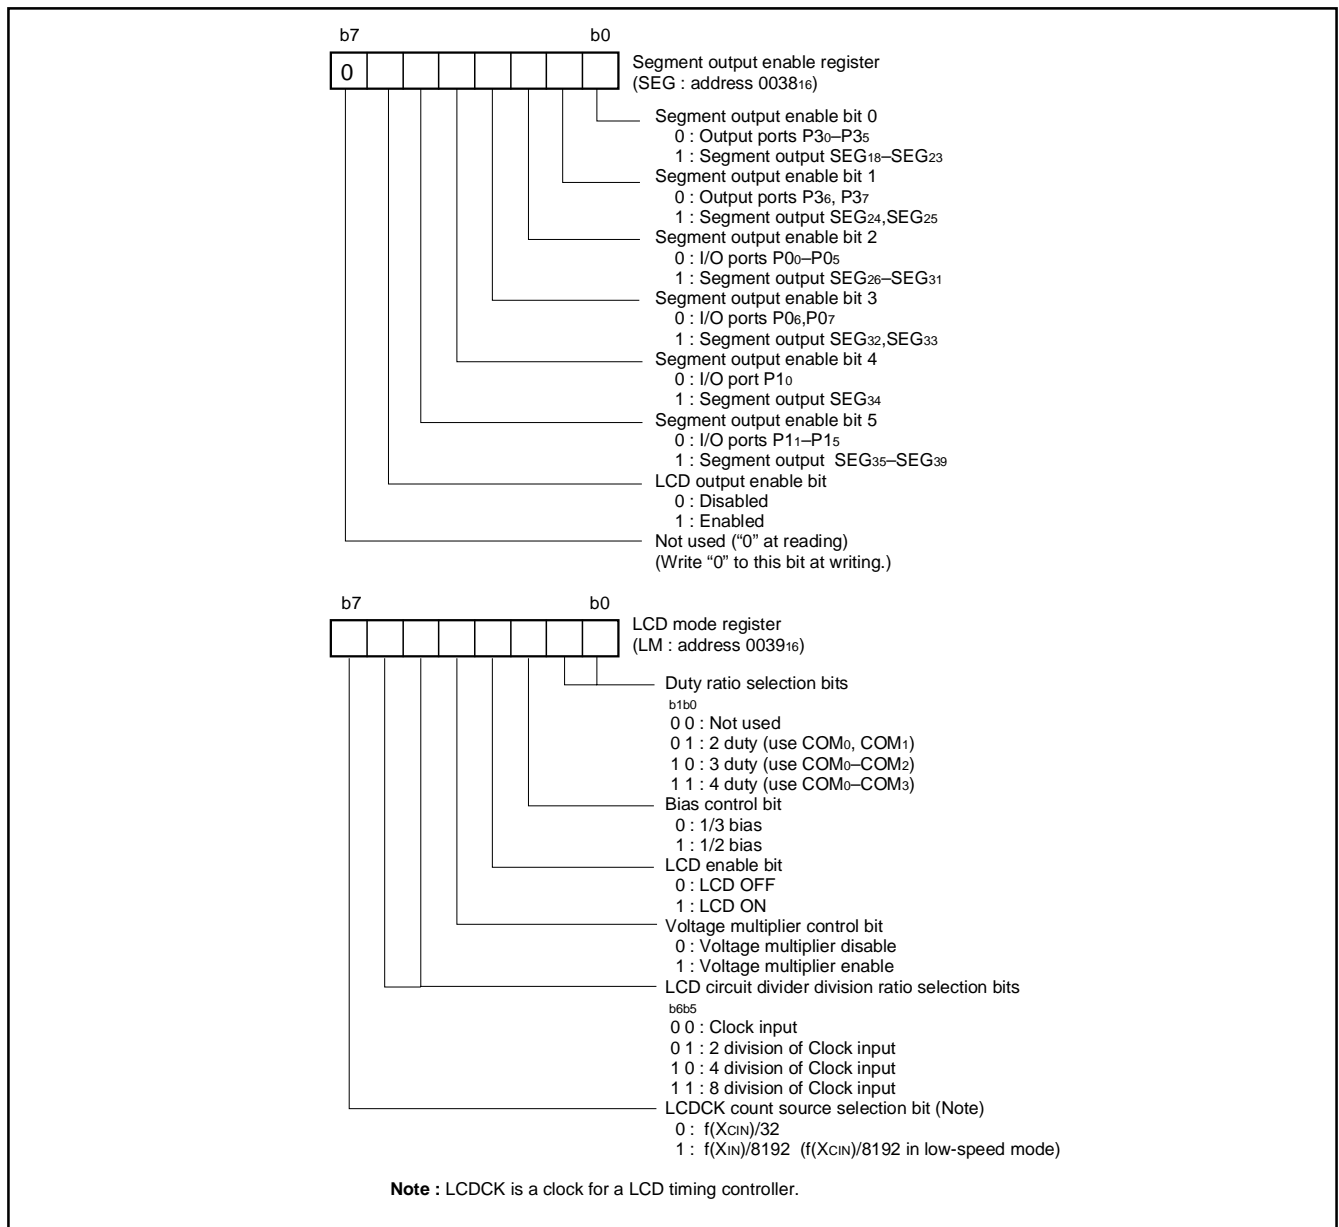 b7 b0
0
Segment output enable register
(SEG : address 003816)
Segment output enable bit 0
0 : Output ports P30–P35
1 : Segment output SEG18–SEG23
Segment output enable bit 1
0 : Output ports P36, P37
1 : Segment output SEG24,SEG25
Segment output enable bit 2
0 : I/O ports P00–P05
1 : Segment output SEG26–SEG31
Segment output enable bit 3
0 : I/O ports P06,P07
1 : Segment output SEG32,SEG33
Segment output enable bit 4
0 : I/O port P10
1 : Segment output SEG34
Segment output enable bit 5
0 : I/O ports P11–P15
1 : Segment output SEG35–SEG39
LCD output enable bit
0 : Disabled
1 : Enabled
Not used (“0” at reading)
(Write “0” to this bit at writing.)
b7 b0
LCD mode register
(LM : address 003916)
Duty ratio selection bits
b1b0
0 0 : Not used
0 1 : 2 duty (use COM0, COM1)
1 0 : 3 duty (use COM0–COM2)
1 1 : 4 duty (use COM0–COM3)
Bias control bit
0 : 1/3 bias
1 : 1/2 bias
LCD enable bit
0 : LCD OFF
1 : LCD ON
Voltage multiplier control bit
0 : Voltage multiplier disable
1 : Voltage multiplier enable
LCD circuit divider division ratio selection bits
b6b5
0 0 : Clock input
0 1 : 2 division of Clock input
1 0 : 4 division of Clock input
1 1 : 8 division of Clock input
LCDCK count source selection bit (Note)
0 : f(XCIN)/32
1 : f(XIN)/8192 (f(XCIN)/8192 in low-speed mode)
Note : LCDCK is a clock for a LCD timing controller.